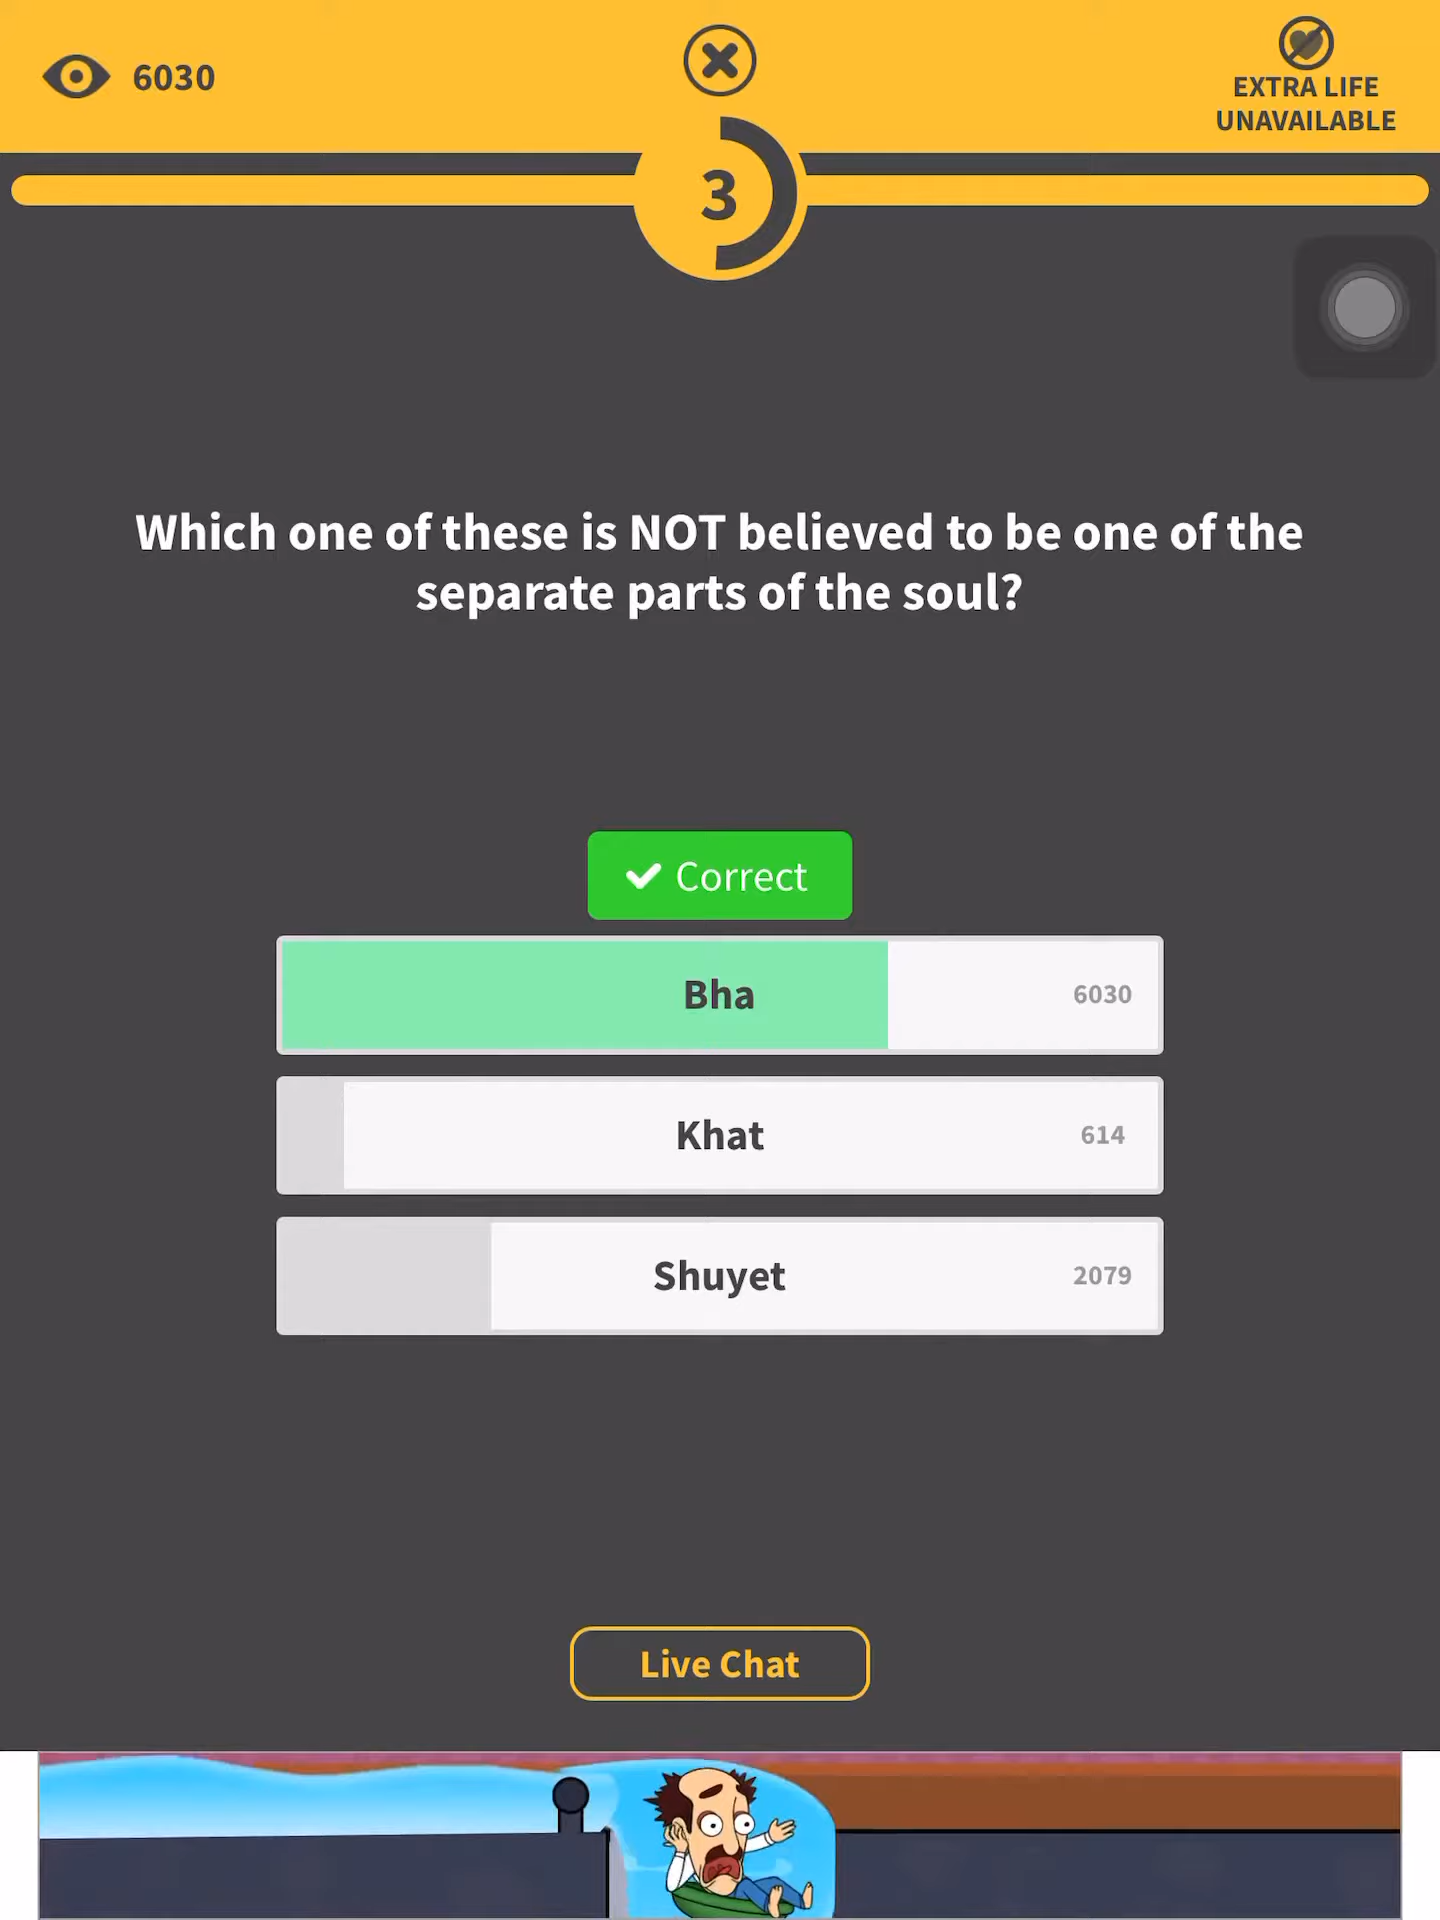 6030
EXTRA LIFE
UNAVAILABLE
3
Which one of these is NOT believed to be one of the
separate parts of the soul?
Correct
Bha
6030
Khat
614
Shuyet
2079
Live Chat